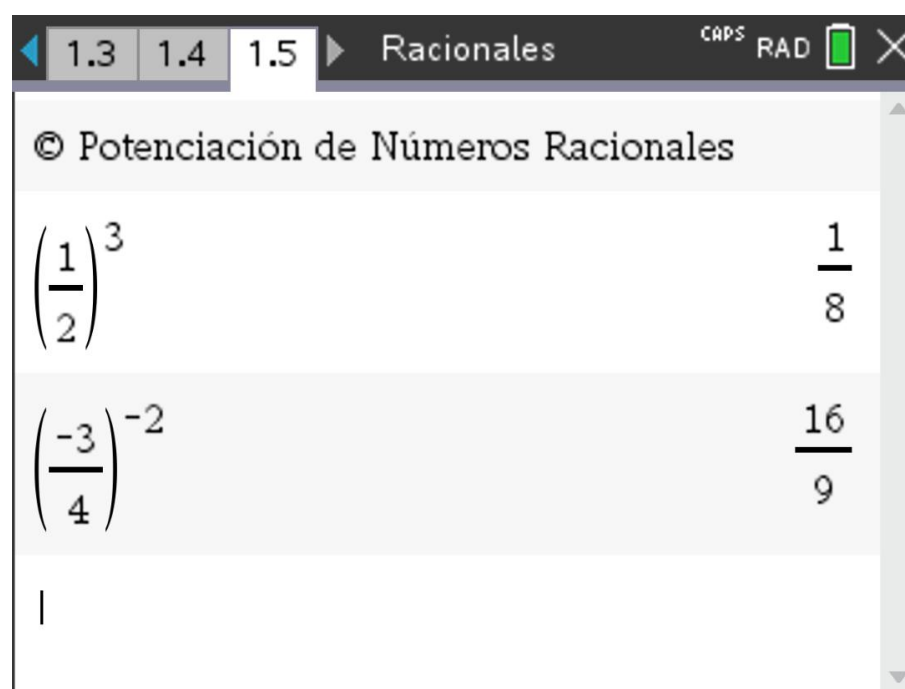 1.3 1.4 1.5 Racionales CAPS RAD
© Potenciación de Números Racionales
(1/2)^3 1/8
(-3/4)^-2 16/9